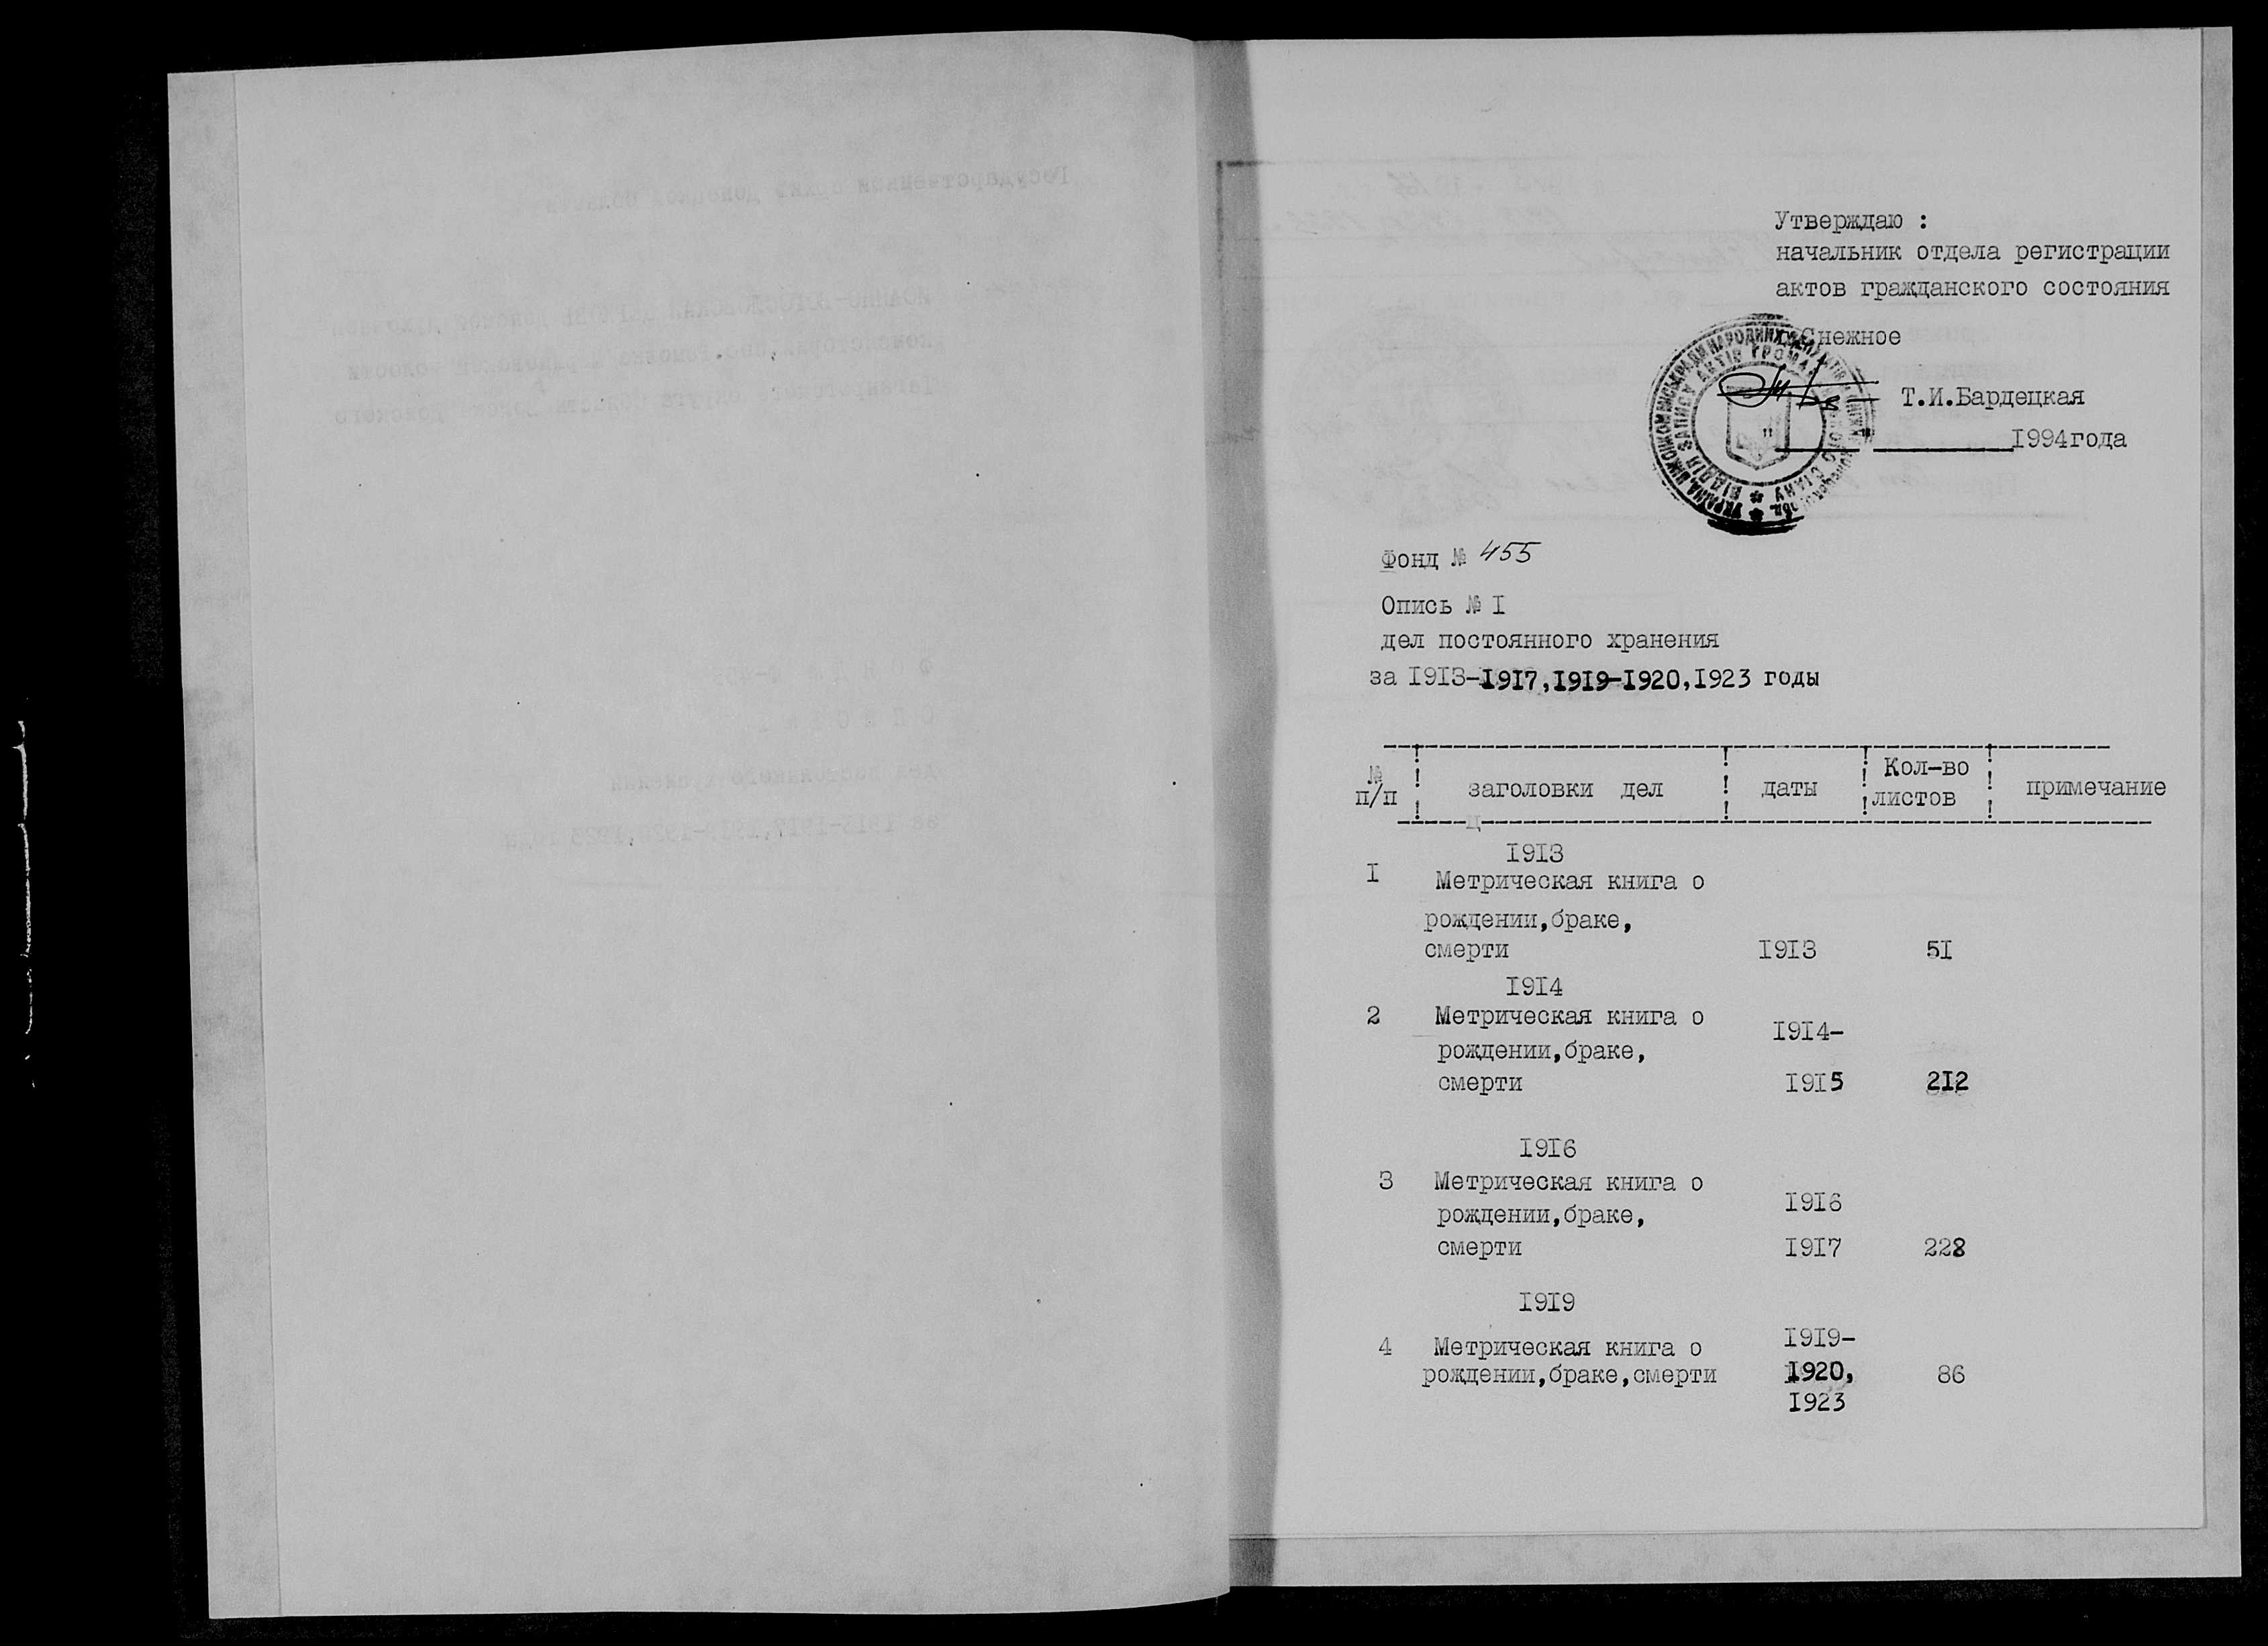 Утверждаю :
начальник отдела регистрации
актов гражданского состояния
г.Снежное
Т.И.Бардецкая
" " 1994года
Фонд № 455
Опись № I
дел постоянного хранения
за 1913-1917,1919-1920,1923 годы
№ п/п ! заголовки дел ! даты ! Кол-во листов ! примечание
1913
I Метрическая книга о
рождении,браке,
смерти 1913 51
1914
2 Метрическая книга о
1914-
рождении,браке,
смерти 1915 212
1916
3 Метрическая книга о
1916
рождении,браке,
смерти 1917 228
1919
4 Метрическая книга о 1919-
рождении,браке,смерти 1920, 86
1923